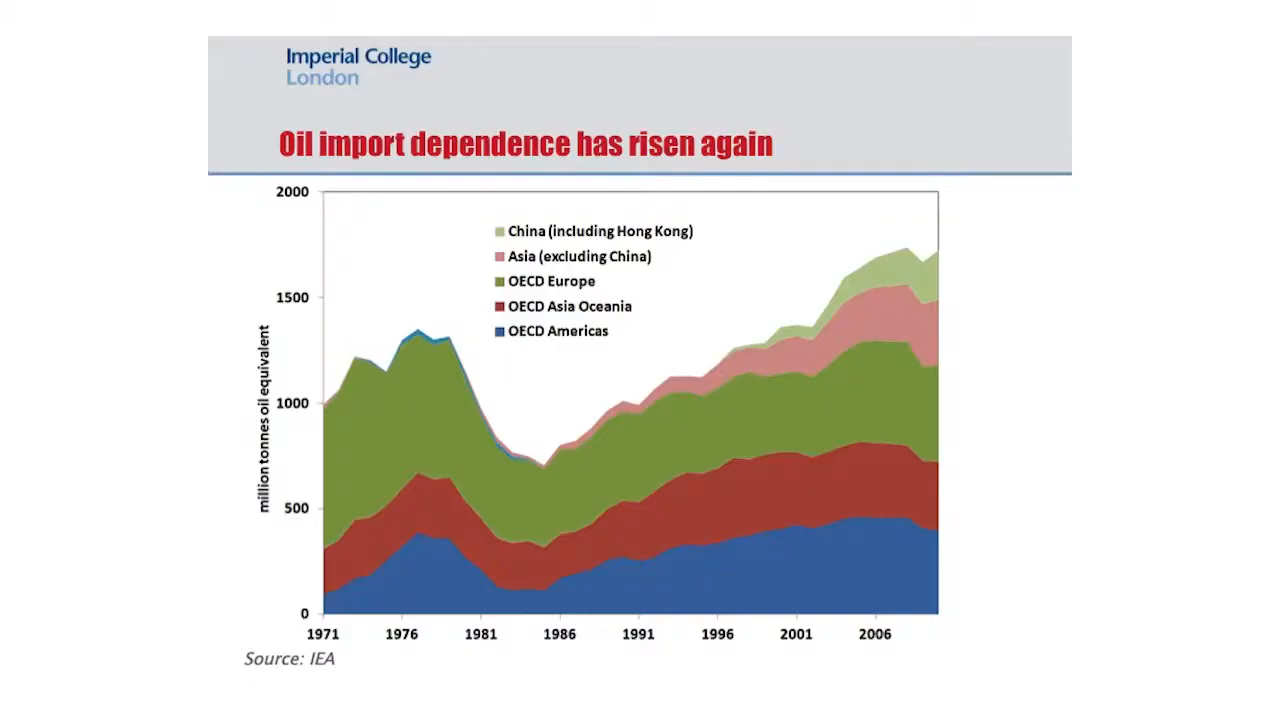 Imperial College
London
Oil import dependence has risen again
2000
1500
1000
500
0
million tonnes oil equivalent
China (including Hong Kong)
Asia (excluding China)
OECD Europe
OECD Asia Oceania
OECD Americas
1971 1976 1981 1986 1991 1996 2001 2006
Source: IEA